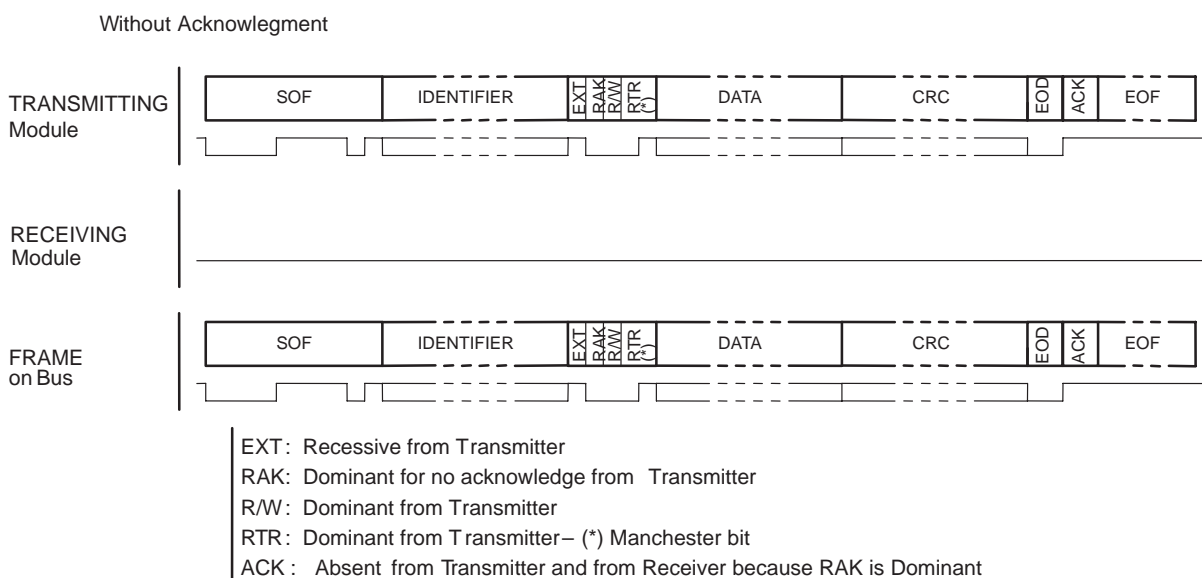 Without Acknowlegment
TRANSMITTING
Module
SOF IDENTIFIER EXT RAK R/W RTR (*) DATA CRC EOD ACK EOF
RECEIVING
Module
FRAME
on Bus
SOF IDENTIFIER EXT RAK R/W RTR (*) DATA CRC EOD ACK EOF
EXT: Recessive from Transmitter
RAK: Dominant for no acknowledge from Transmitter
R/W: Dominant from Transmitter
RTR: Dominant from Transmitter– (*) Manchester bit
ACK : Absent from Transmitter and from Receiver because RAK is Dominant